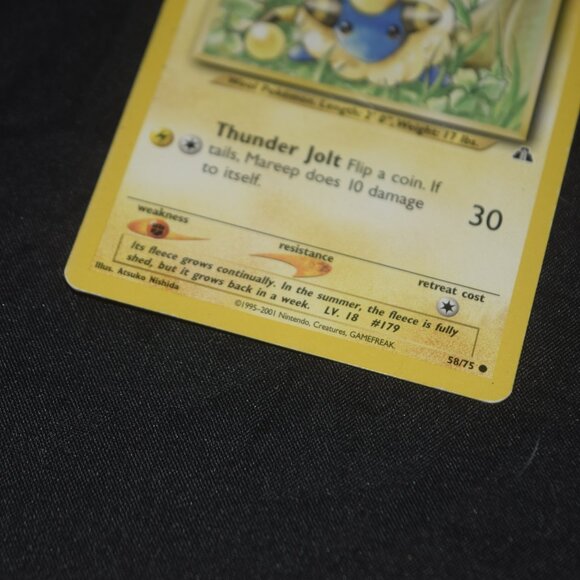 Wool Pokémon. Length: 2' 0", Weight: 17 lbs.
Thunder Jolt Flip a coin. If
tails, Mareep does 10 damage
to itself.
30
weakness
resistance
retreat cost
Its fleece grows continually. In the summer, the fleece is fully
shed, but it grows back in a week. LV. 18 #179
Illus. Atsuko Nishida
©1995-2001 Nintendo, Creatures, GAMEFREAK.
58/75